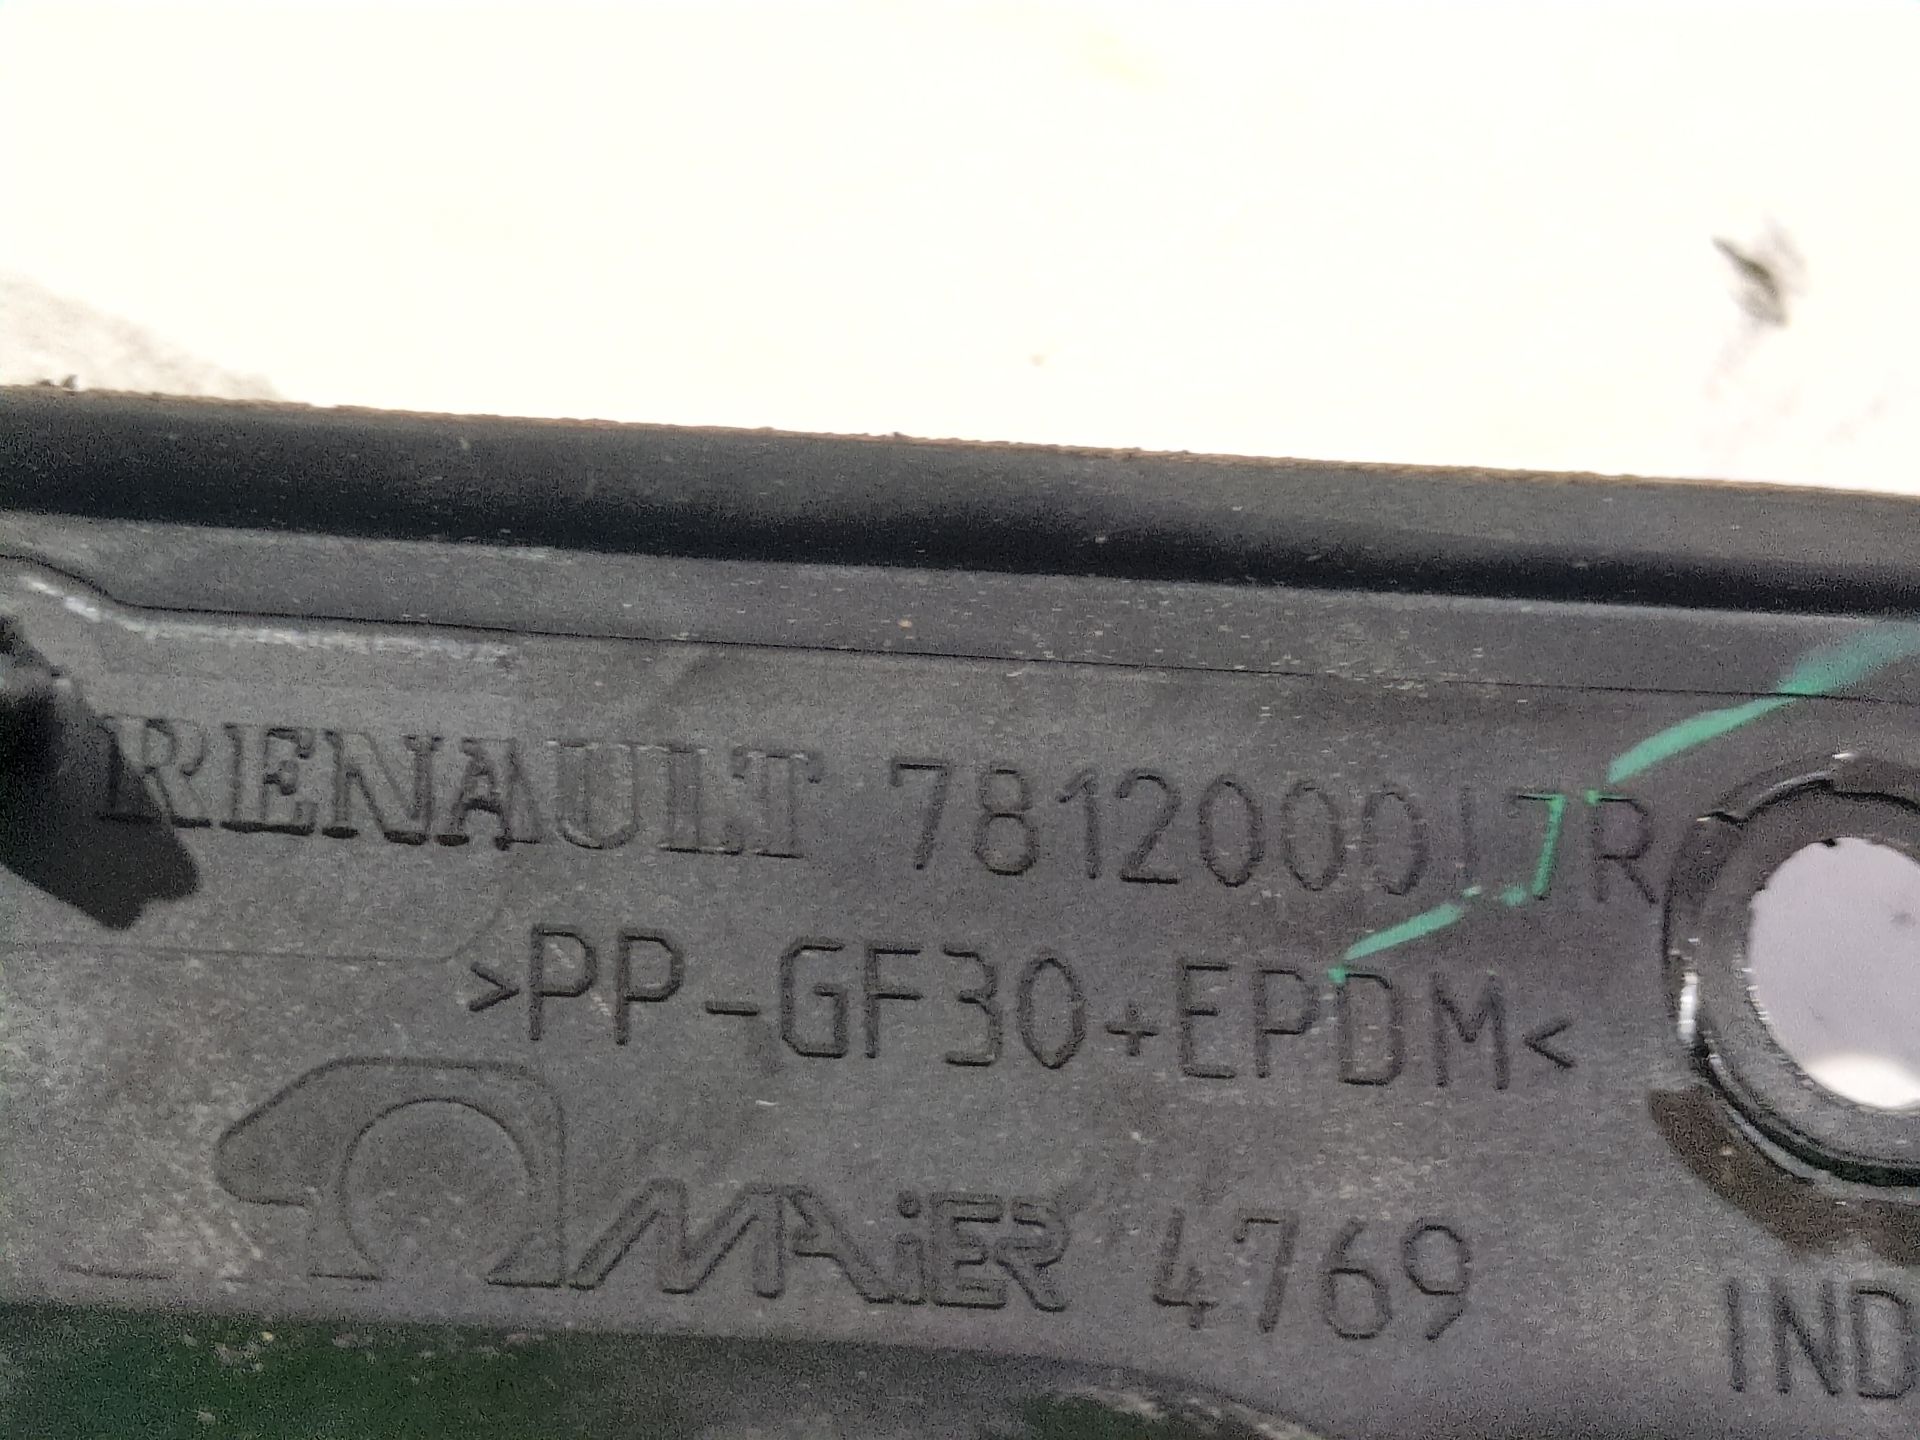 RENAULT 781200017R
>PP-GF30+EPDM<
MAiER 4769
IND